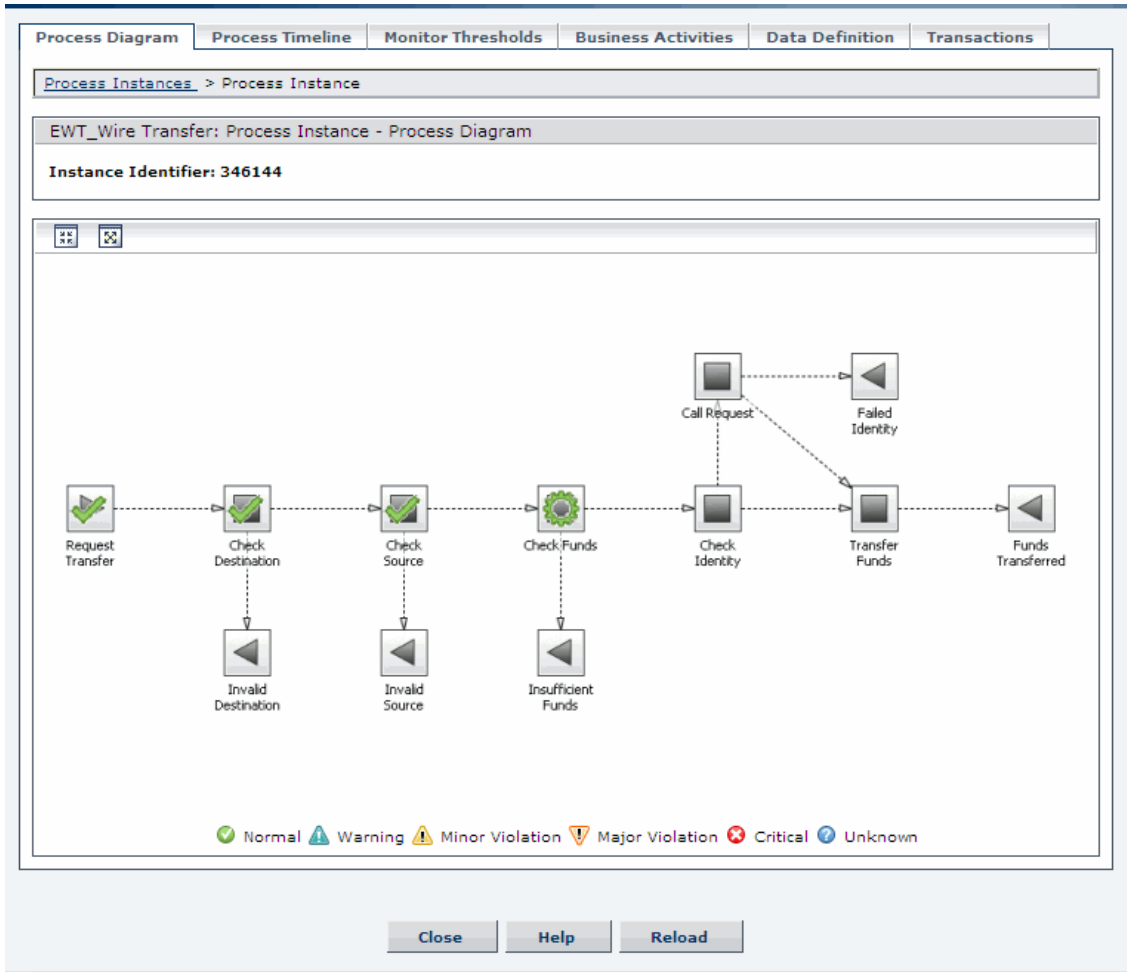 Process Diagram
Process Timeline
Monitor Thresholds
Business Activities
Data Definition
Transactions
Process Instances > Process Instance
EWT_Wire Transfer: Process Instance - Process Diagram
Instance Identifier: 346144
Call Request
Failed
Identity
Request
Transfer
Check
Destination
Check
Source
Check Funds
Check
Identity
Transfer
Funds
Funds
Transferred
Invalid
Destination
Invalid
Source
Insufficient
Funds
Normal Warning Minor Violation Major Violation Critical Unknown
Close
Help
Reload